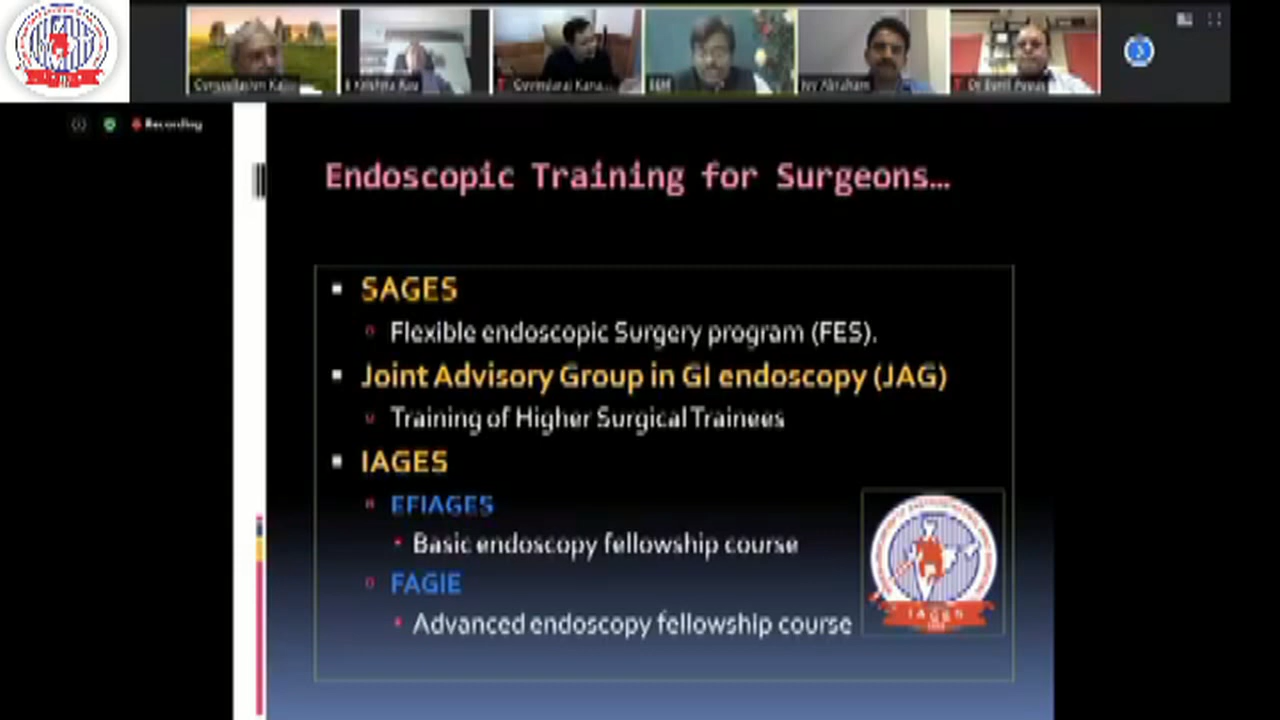 Recording
Endoscopic Training for Surgeons...
SAGES
Flexible endoscopic Surgery program (FES).
Joint Advisory Group in GI endoscopy (JAG)
Training of Higher Surgical Trainees
IAGES
EFIAGES
Basic endoscopy fellowship course
FAGIE
Advanced endoscopy fellowship course
IAGES